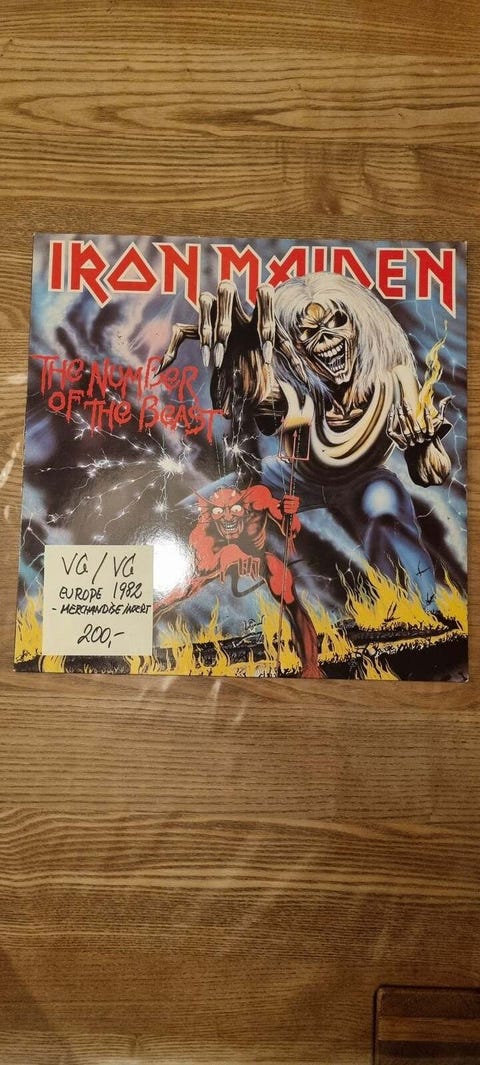 IRON MAIDEN
THE NUMBER
OF THE BEAST
VG / VG
EUROPE 1982
- MERCHANDISE INSERT
200,-